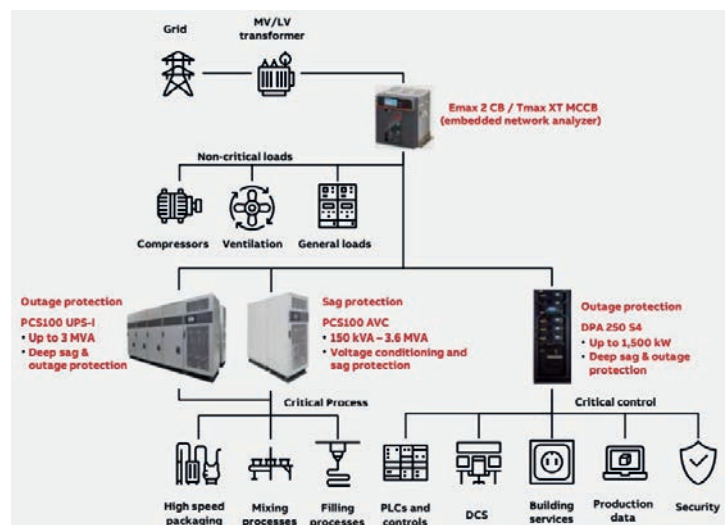 Grid
MV/LV
transformer
Emax 2 CB / Tmax XT MCCB
(embedded network analyzer)
Non-critical loads
Compressors
Ventilation
General loads
Outage protection
PCS100 UPS-I
• Up to 3 MVA
• Deep sag &
outage protection
Sag protection
PCS100 AVC
• 150 kVA – 3.6 MVA
• Voltage conditioning and
sag protection
Outage protection
DPA 250 S4
• Up to 1,500 kW
• Deep sag & outage
protection
Critical Process
Critical control
High speed
packaging
Mixing
processes
Filling
processes
PLCs and
controls
DCS
Building
services
Production
data
Security